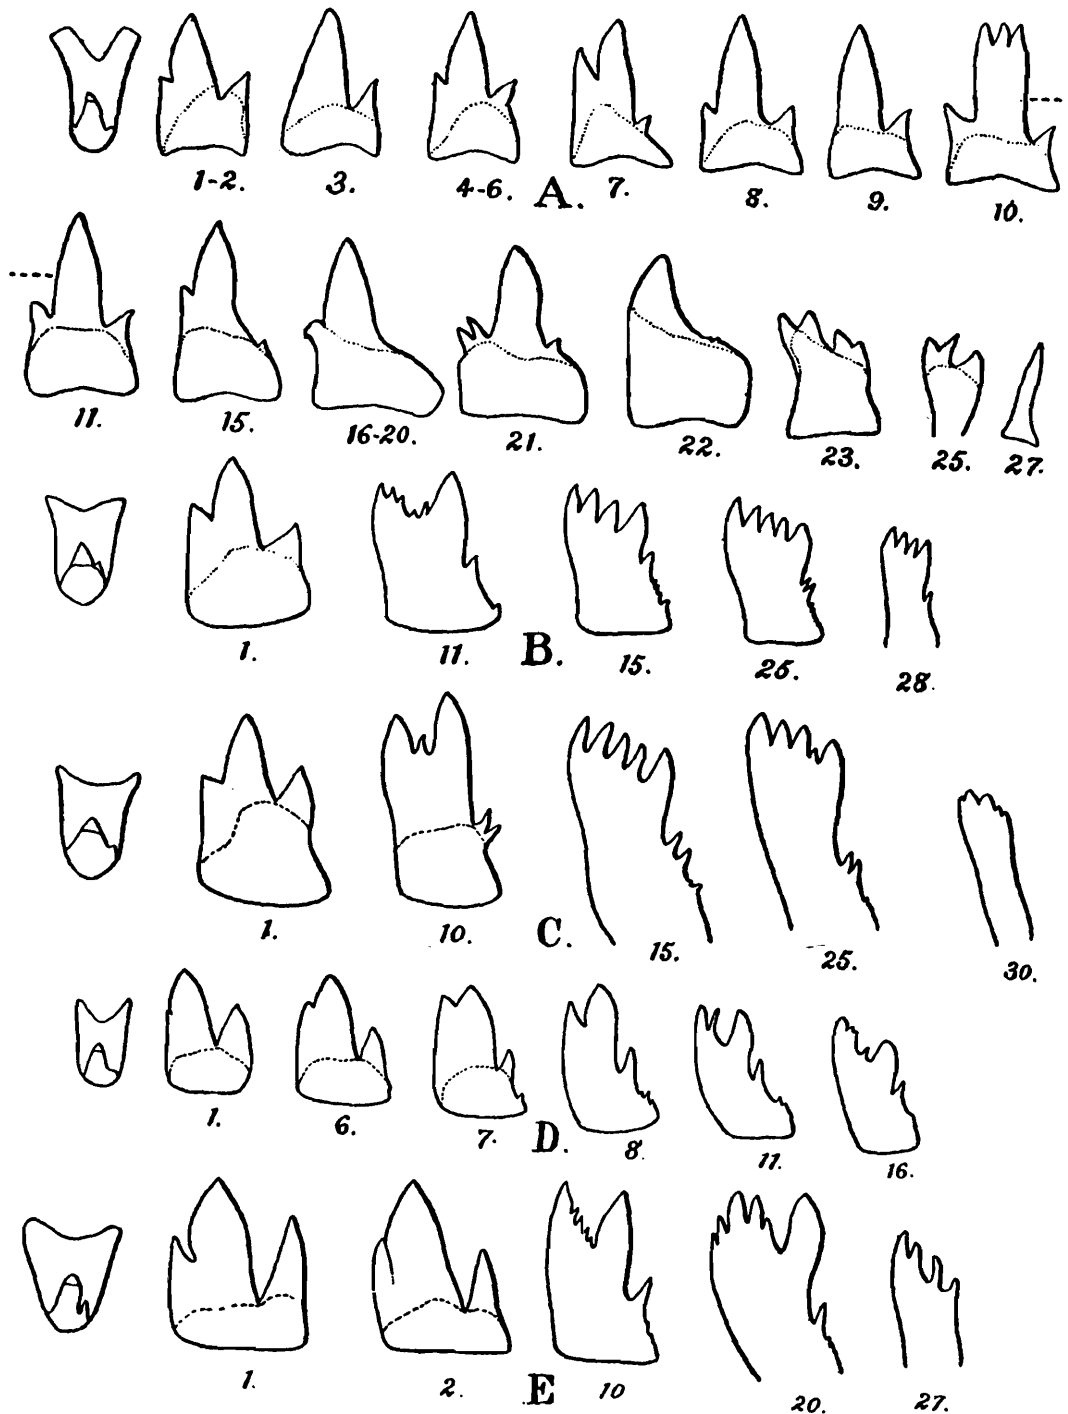 1-2. 3. 4-6. A. 7. 8. 9. 10.
11. 15. 16-20. 21. 22. 23. 25. 27.
1. 11. B. 15. 25. 28.
1. 10. C. 15. 25. 30.
1. 6. 7. D. 8. 11. 16.
1. 2. E 10 20. 27.